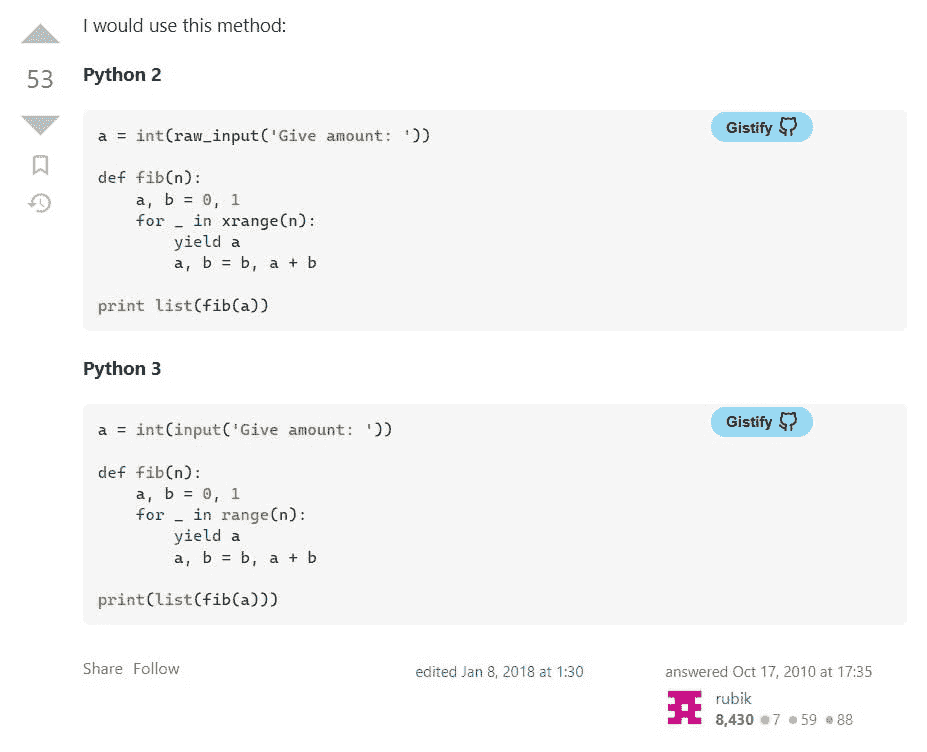 I would use this method:
53
Python 2
Gistify
a = int(raw_input('Give amount: '))
def fib(n):
    a, b = 0, 1
    for _ in xrange(n):
        yield a
        a, b = b, a + b
print list(fib(a))
Python 3
Gistify
a = int(input('Give amount: '))
def fib(n):
    a, b = 0, 1
    for _ in range(n):
        yield a
        a, b = b, a + b
print(list(fib(a)))
Share Follow
edited Jan 8, 2018 at 1:30
answered Oct 17, 2010 at 17:35
rubik
8,430 ●7 ●59 ●88